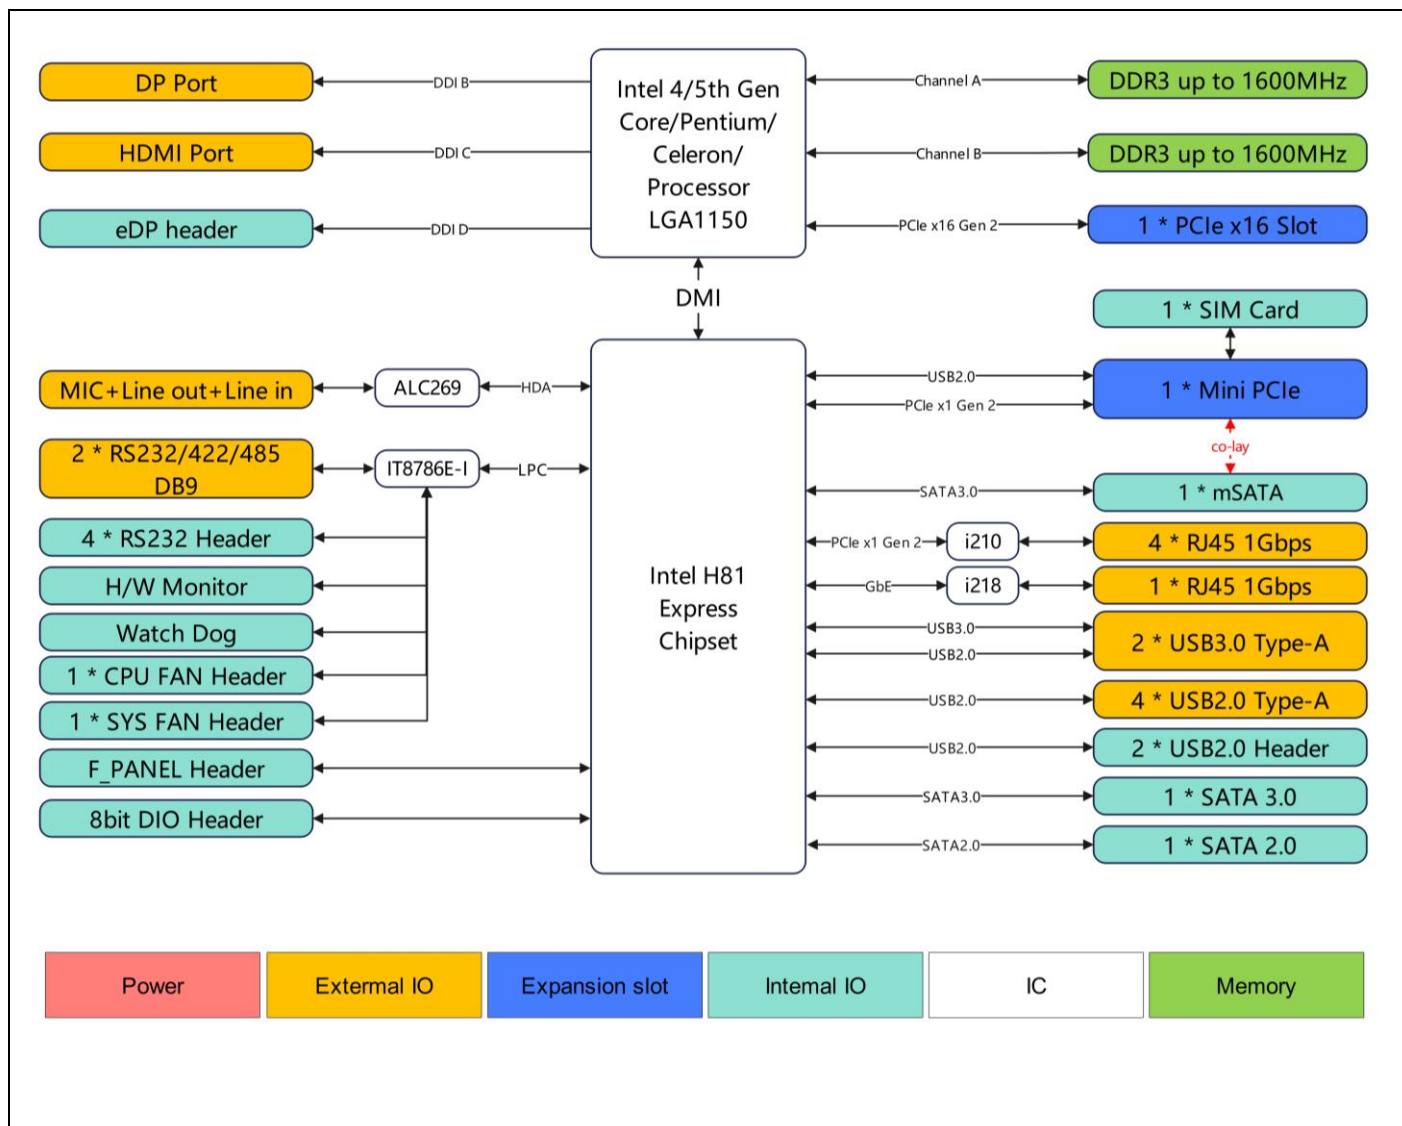 DP Port
DDI B
Intel 4/5th Gen
Core/Pentium/
Celeron/
Processor
LGA1150
Channel A
DDR3 up to 1600MHz
HDMI Port
DDI C
Channel B
DDR3 up to 1600MHz
eDP header
DDI D
PCIe x16 Gen 2
1 * PCIe x16 Slot
DMI
1 * SIM Card
MIC+Line out+Line in
ALC269
HDA
USB2.0
PCIe x1 Gen 2
1 * Mini PCIe
co-lay
2 * RS232/422/485
DB9
IT8786E-I
LPC
SATA3.0
1 * mSATA
4 * RS232 Header
PCIe x1 Gen 2
i210
4 * RJ45 1Gbps
H/W Monitor
Intel H81
Express
Chipset
GbE
i218
1 * RJ45 1Gbps
Watch Dog
USB3.0
USB2.0
2 * USB3.0 Type-A
1 * CPU FAN Header
USB2.0
4 * USB2.0 Type-A
1 * SYS FAN Header
USB2.0
2 * USB2.0 Header
F_PANEL Header
SATA3.0
1 * SATA 3.0
8bit DIO Header
SATA2.0
1 * SATA 2.0
Power
Extermal IO
Expansion slot
Intemal IO
IC
Memory